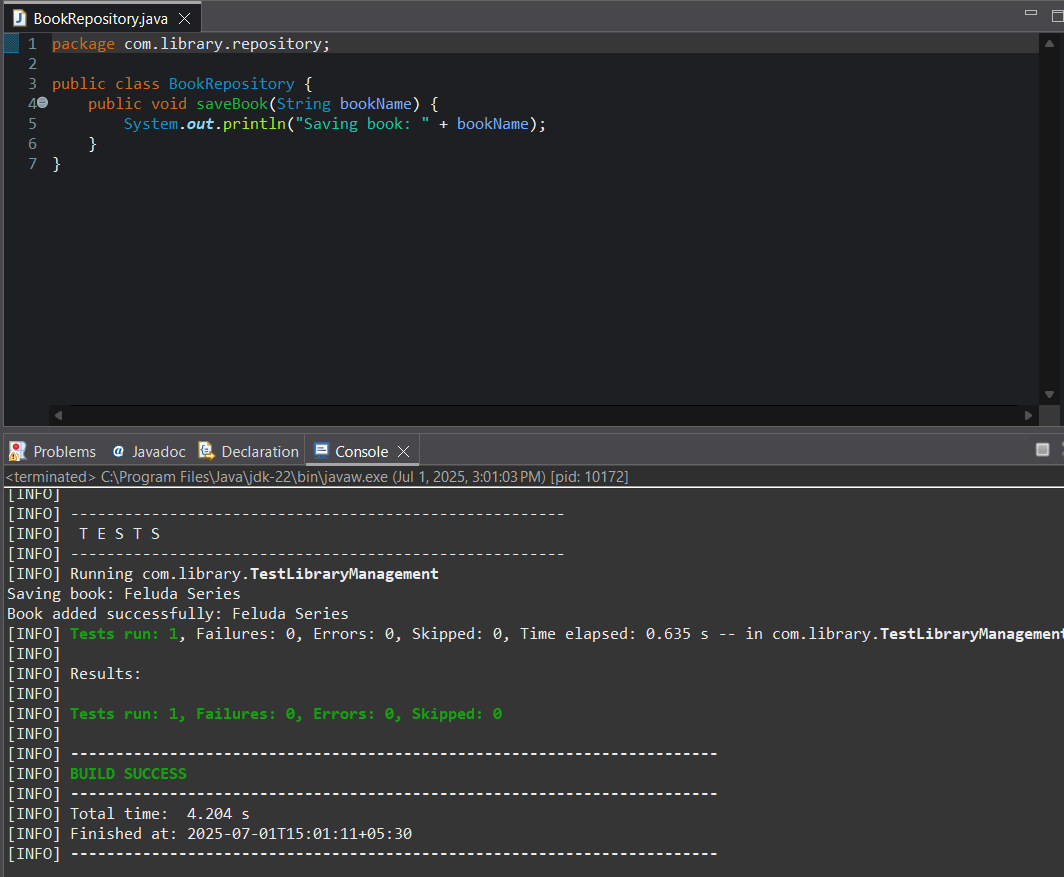 BookRepository.java
1 package com.library.repository;
2
3 public class BookRepository {
4 public void saveBook(String bookName) {
5 System.out.println("Saving book: " + bookName);
6 }
7 }
Problems @ Javadoc Declaration Console
<terminated> C:\Program Files\Java\jdk-22\bin\javaw.exe (Jul 1, 2025, 3:01:03 PM) [pid: 10172]
[INFO]
[INFO] -------------------------------------------------------
[INFO]  T E S T S
[INFO] -------------------------------------------------------
[INFO] Running com.library.TestLibraryManagement
Saving book: Feluda Series
Book added successfully: Feluda Series
[INFO] Tests run: 1, Failures: 0, Errors: 0, Skipped: 0, Time elapsed: 0.635 s -- in com.library.TestLibraryManagement
[INFO]
[INFO] Results:
[INFO]
[INFO] Tests run: 1, Failures: 0, Errors: 0, Skipped: 0
[INFO]
[INFO] ------------------------------------------------------------------------
[INFO] BUILD SUCCESS
[INFO] ------------------------------------------------------------------------
[INFO] Total time:  4.204 s
[INFO] Finished at: 2025-07-01T15:01:11+05:30
[INFO] ------------------------------------------------------------------------